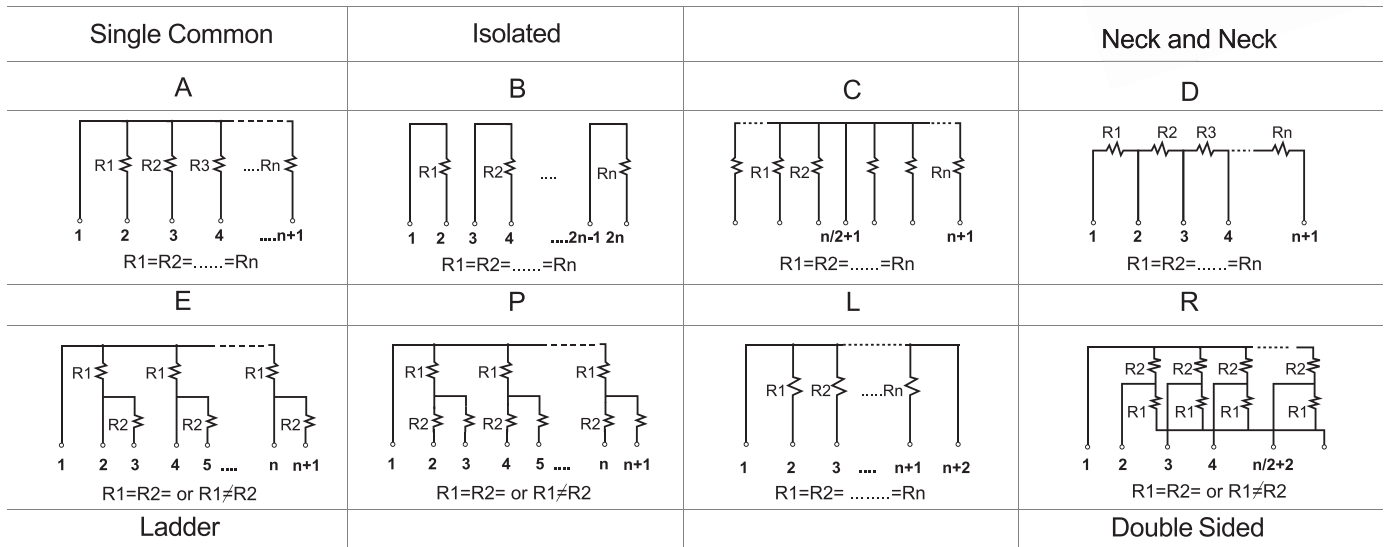 Single Common
Isolated
Neck and Neck
A
B
C
D
R1 R2 R3 ....Rn
1 2 3 4 ....n+1
R1=R2=......=Rn
R1 R2 .... Rn
1 2 3 4 ....2n-1 2n
R1=R2=......=Rn
R1 R2 Rn
n/2+1 n+1
R1=R2=......=Rn
R1 R2 R3 Rn
1 2 3 4 n+1
R1=R2=......=Rn
E
P
L
R
R1 R1 R1
R2 R2 R2
1 2 3 4 5 .... n n+1
R1=R2= or R1≠R2
R1 R1 R1
R2 R2 R2
1 2 3 4 5 .... n n+1
R1=R2= or R1≠R2
R1 R2 .....Rn
1 2 3 .... n+1 n+2
R1=R2= ........=Rn
R2 R2 R2 R2
R1 R1 R1 R1
1 2 3 4 n/2+2
R1=R2= or R1≠R2
Ladder
Double Sided